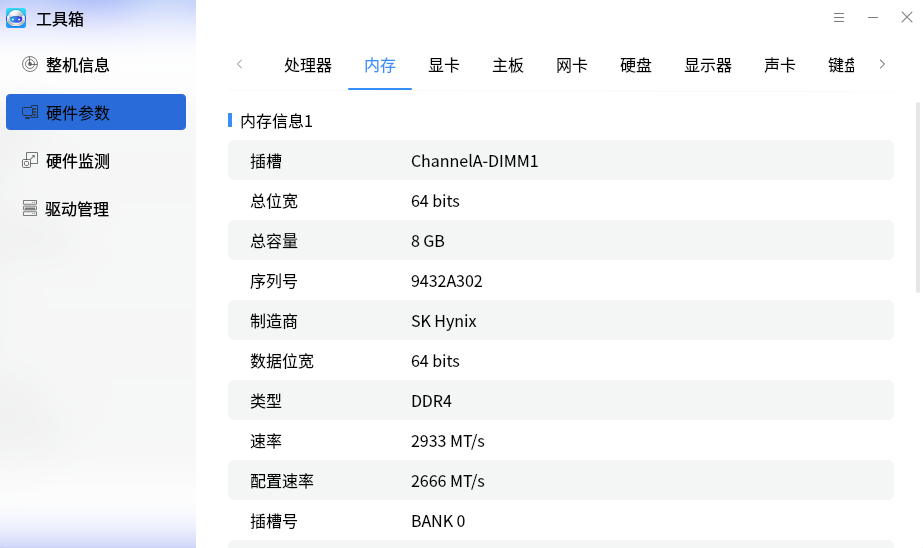 工具箱
整机信息
硬件参数
硬件监测
驱动管理
处理器 内存 显卡 主板 网卡 硬盘 显示器 声卡 键盘
内存信息1
插槽 ChannelA-DIMM1
总位宽 64 bits
总容量 8 GB
序列号 9432A302
制造商 SK Hynix
数据位宽 64 bits
类型 DDR4
速率 2933 MT/s
配置速率 2666 MT/s
插槽号 BANK 0